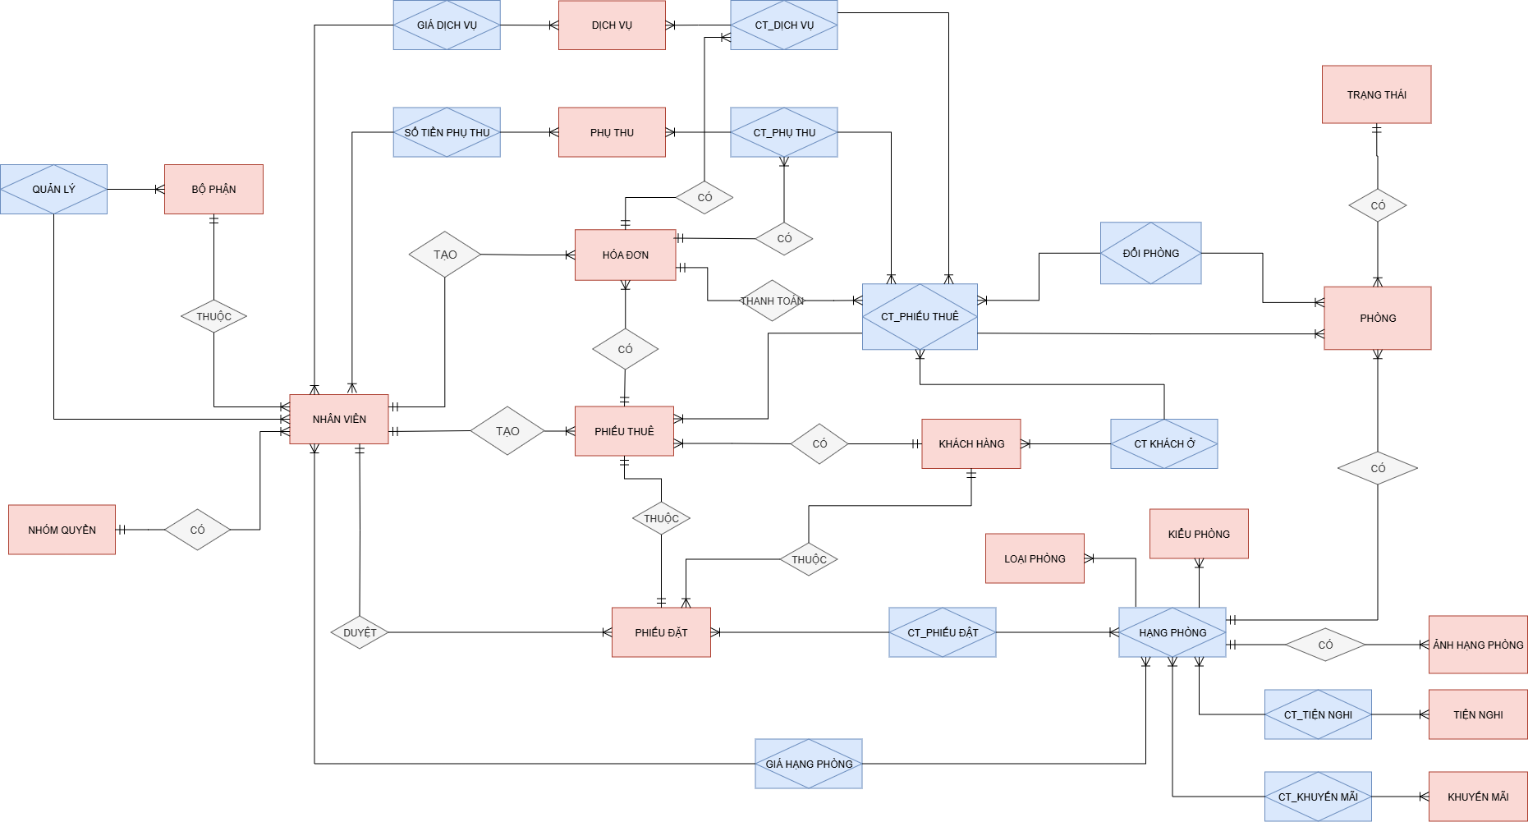 GIÁ DỊCH VỤ
DỊCH VỤ
CT_DỊCH VỤ
TRẠNG THÁI
SỐ TIỀN PHỤ THU
PHỤ THU
CT_PHỤ THU
QUẢN LÝ
BỘ PHẬN
CÓ
CÓ
CÓ
TẠO
HÓA ĐƠN
ĐỔI PHÒNG
THANH TOÁN
THUỘC
CT_PHIẾU THUÊ
PHÒNG
CÓ
NHÂN VIÊN
TẠO
PHIẾU THUÊ
CÓ
KHÁCH HÀNG
CT KHÁCH Ở
CÓ
NHÓM QUYỀN
CÓ
THUỘC
KIỂU PHÒNG
LOẠI PHÒNG
THUỘC
DUYỆT
PHIẾU ĐẶT
CT_PHIẾU ĐẶT
HẠNG PHÒNG
CÓ
ẢNH HẠNG PHÒNG
CT_TIỆN NGHI
TIỆN NGHI
GIÁ HẠNG PHÒNG
CT_KHUYẾN MÃI
KHUYẾN MÃI